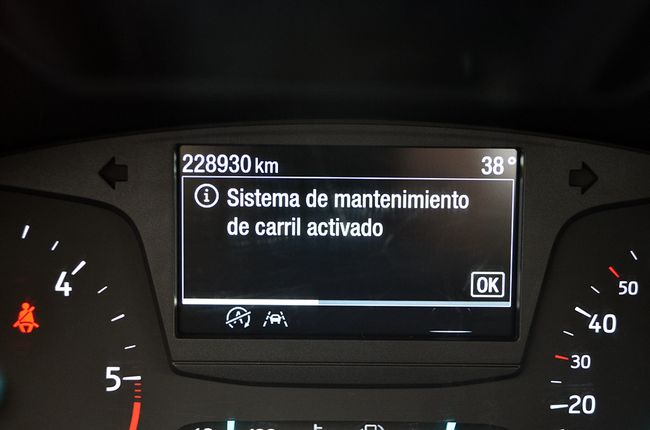 228930 km 38°
Sistema de mantenimiento
de carril activado
OK
4
5
50
40
30
20